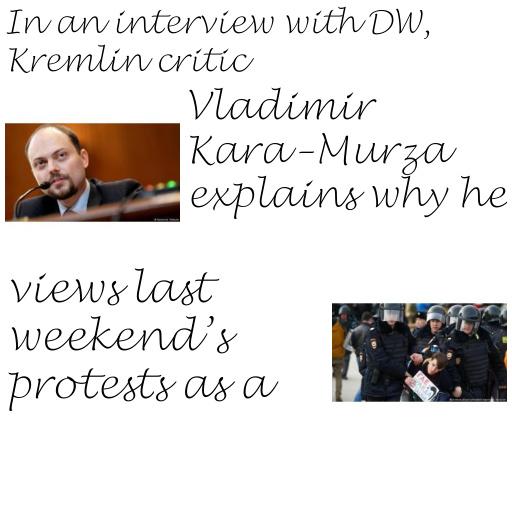 In an interview with DW,
Kremlin critic
Vladimir
Kara-Murza
explains why he
views last
weekend's
protests as a